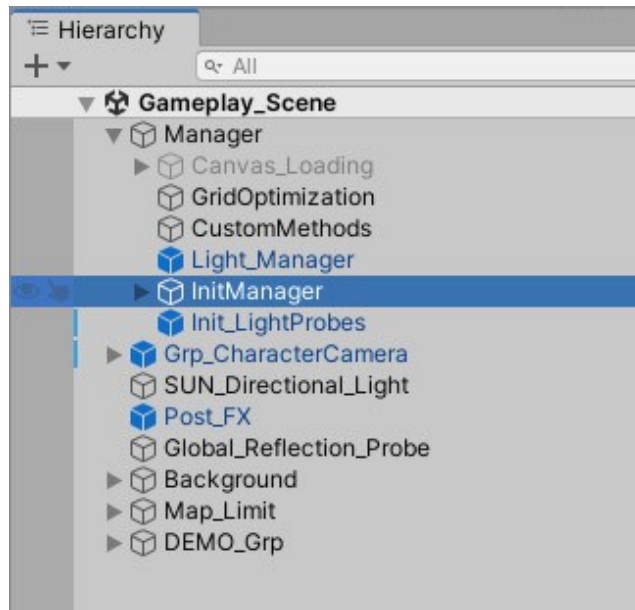 Hierarchy
All
Gameplay_Scene
Manager
Canvas_Loading
GridOptimization
CustomMethods
Light_Manager
InitManager
Init_LightProbes
Grp_CharacterCamera
SUN_Directional_Light
Post_FX
Global_Reflection_Probe
Background
Map_Limit
DEMO_Grp